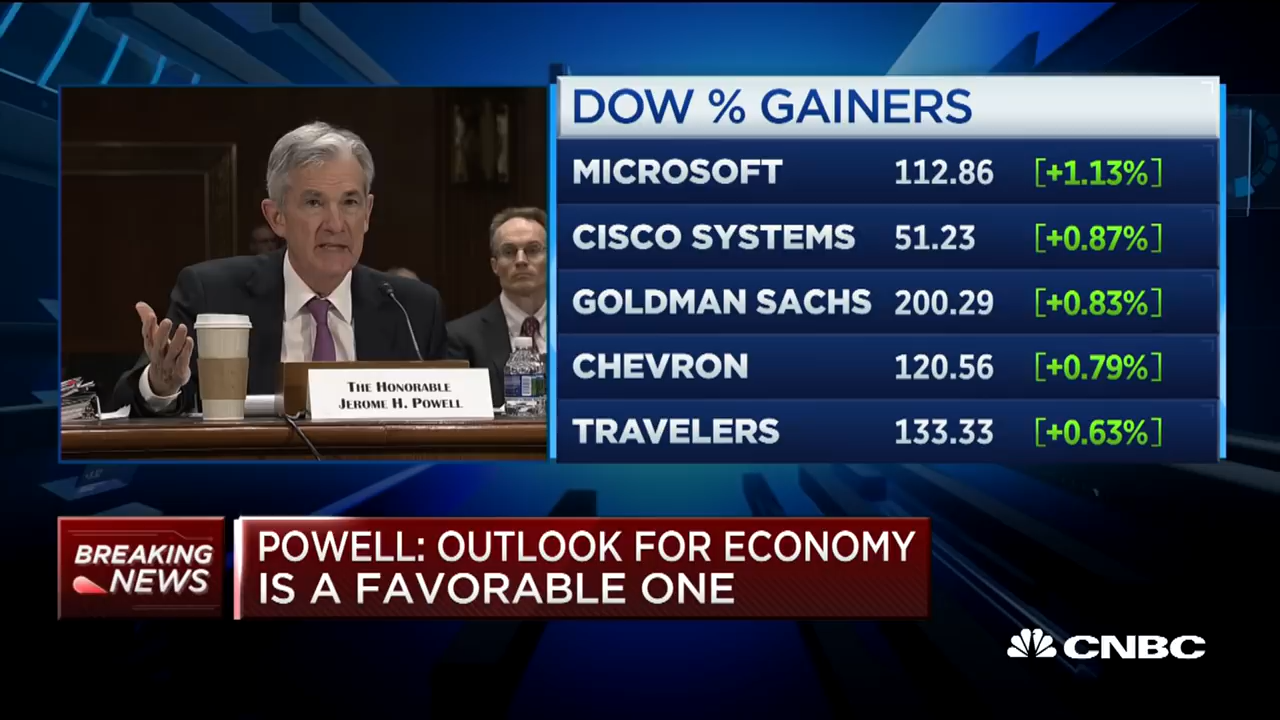 DOW % GAINERS
MICROSOFT 112.86 [+1.13%]
CISCO SYSTEMS 51.23 [+0.87%]
GOLDMAN SACHS 200.29 [+0.83%]
CHEVRON 120.56 [+0.79%]
TRAVELERS 133.33 [+0.63%]
THE HONORABLE
JEROME H. POWELL
BREAKING
NEWS
POWELL: OUTLOOK FOR ECONOMY
IS A FAVORABLE ONE
CNBC